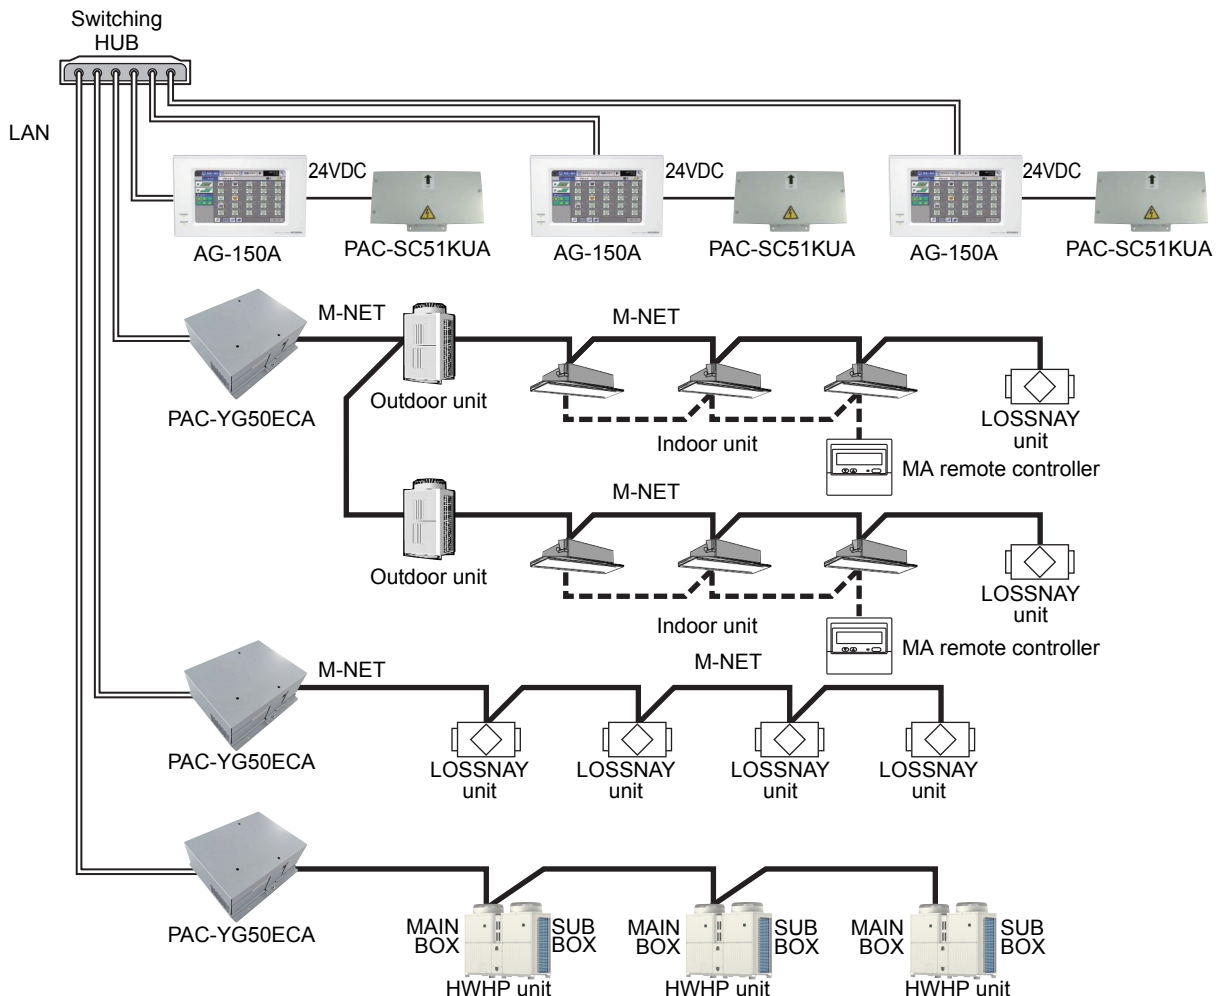 Switching
HUB
LAN
24VDC
24VDC
24VDC
AG-150A
PAC-SC51KUA
AG-150A
PAC-SC51KUA
AG-150A
PAC-SC51KUA
M-NET
M-NET
PAC-YG50ECA
Outdoor unit
Indoor unit
LOSSNAY
unit
MA remote controller
M-NET
Outdoor unit
Indoor unit
LOSSNAY
unit
MA remote controller
M-NET
M-NET
PAC-YG50ECA
LOSSNAY
unit
LOSSNAY
unit
LOSSNAY
unit
LOSSNAY
unit
PAC-YG50ECA
MAIN
BOX
SUB
BOX
HWHP unit
MAIN
BOX
SUB
BOX
HWHP unit
MAIN
BOX
SUB
BOX
HWHP unit